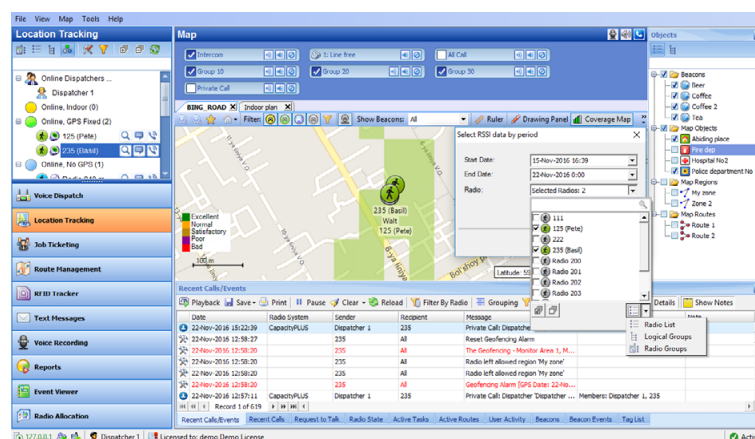 File View Map Tools Help
Location Tracking
Online Dispatchers ...
Dispatcher 1
Online, Indoor (0)
Online, GPS Fixed (2)
125 (Pete)
235 (Basil)
Online, No GPS (1)
Voice Dispatch
Location Tracking
Job Ticketing
Route Management
RFID Tracker
Text Messages
Voice Recording
Reports
Event Viewer
Radio Allocation
Map
Intercom
1: Line free
All Call
Group 10
Group 20
Group 30
Private Call
BING_ROAD X Indoor plan X
Filter:
Show Beacons: All
Ruler
Drawing Panel
Coverage Map
Select RSSI data by period
Start Date: 15-Nov-2016 16:39
End Date: 22-Nov-2016 0:00
Radio: Selected Radios: 2
111
125 (Pete)
222
235 (Basil)
Radio 200
Radio 201
Radio 202
Radio 203
Radio List
Logical Groups
Radio Groups
235 (Basil)
Walt
125 (Pete)
Excellent
Normal
Satisfactory
Poor
Bad
100 m
8-ya liniya
Bol'shoy
Latitude: 59
Objects
Beacons
Beer
Coffee
Coffee 2
Tea
Map Objects
Abiding place
Fire dep
Hospital No2
Police department No
Map Regions
My zone
Zone 2
Map Routes
Route 1
Route 2
Recent Calls/Events
Playback Save Print Pause Clear Reload Filter By Radio Grouping
Details Show Notes
Date Radio System Sender Recipient Message Note
22-Nov-2016 15:22:39 CapacityPLUS Dispatcher 1 235 Private Call: Dispatche
22-Nov-2016 12:58:27 235 All Reset Geofencing Alarm
22-Nov-2016 12:58:20 235 All The Geofencing - Monitor Area 1, M...
22-Nov-2016 12:58:20 235 All Radio left allowed region 'My zone'
22-Nov-2016 12:58:20 235 All Radio left allowed region 'My zone'
22-Nov-2016 12:58:20 235 All Geofencing Alarm [GPS Date: 22-No...
22-Nov-2016 12:57:11 CapacityPLUS Dispatcher 1 235 Private Call: Dispatcher 'Dispatcher ... Members: Dispatcher 1, 235
Record 1 of 619
Recent Calls/Events Recent Calls Request to Talk Radio State Active Tasks Active Routes User Activity Beacons Beacon Events Tag List
127.0.0.1 Dispatcher 1 Licensed to: demo Demo License